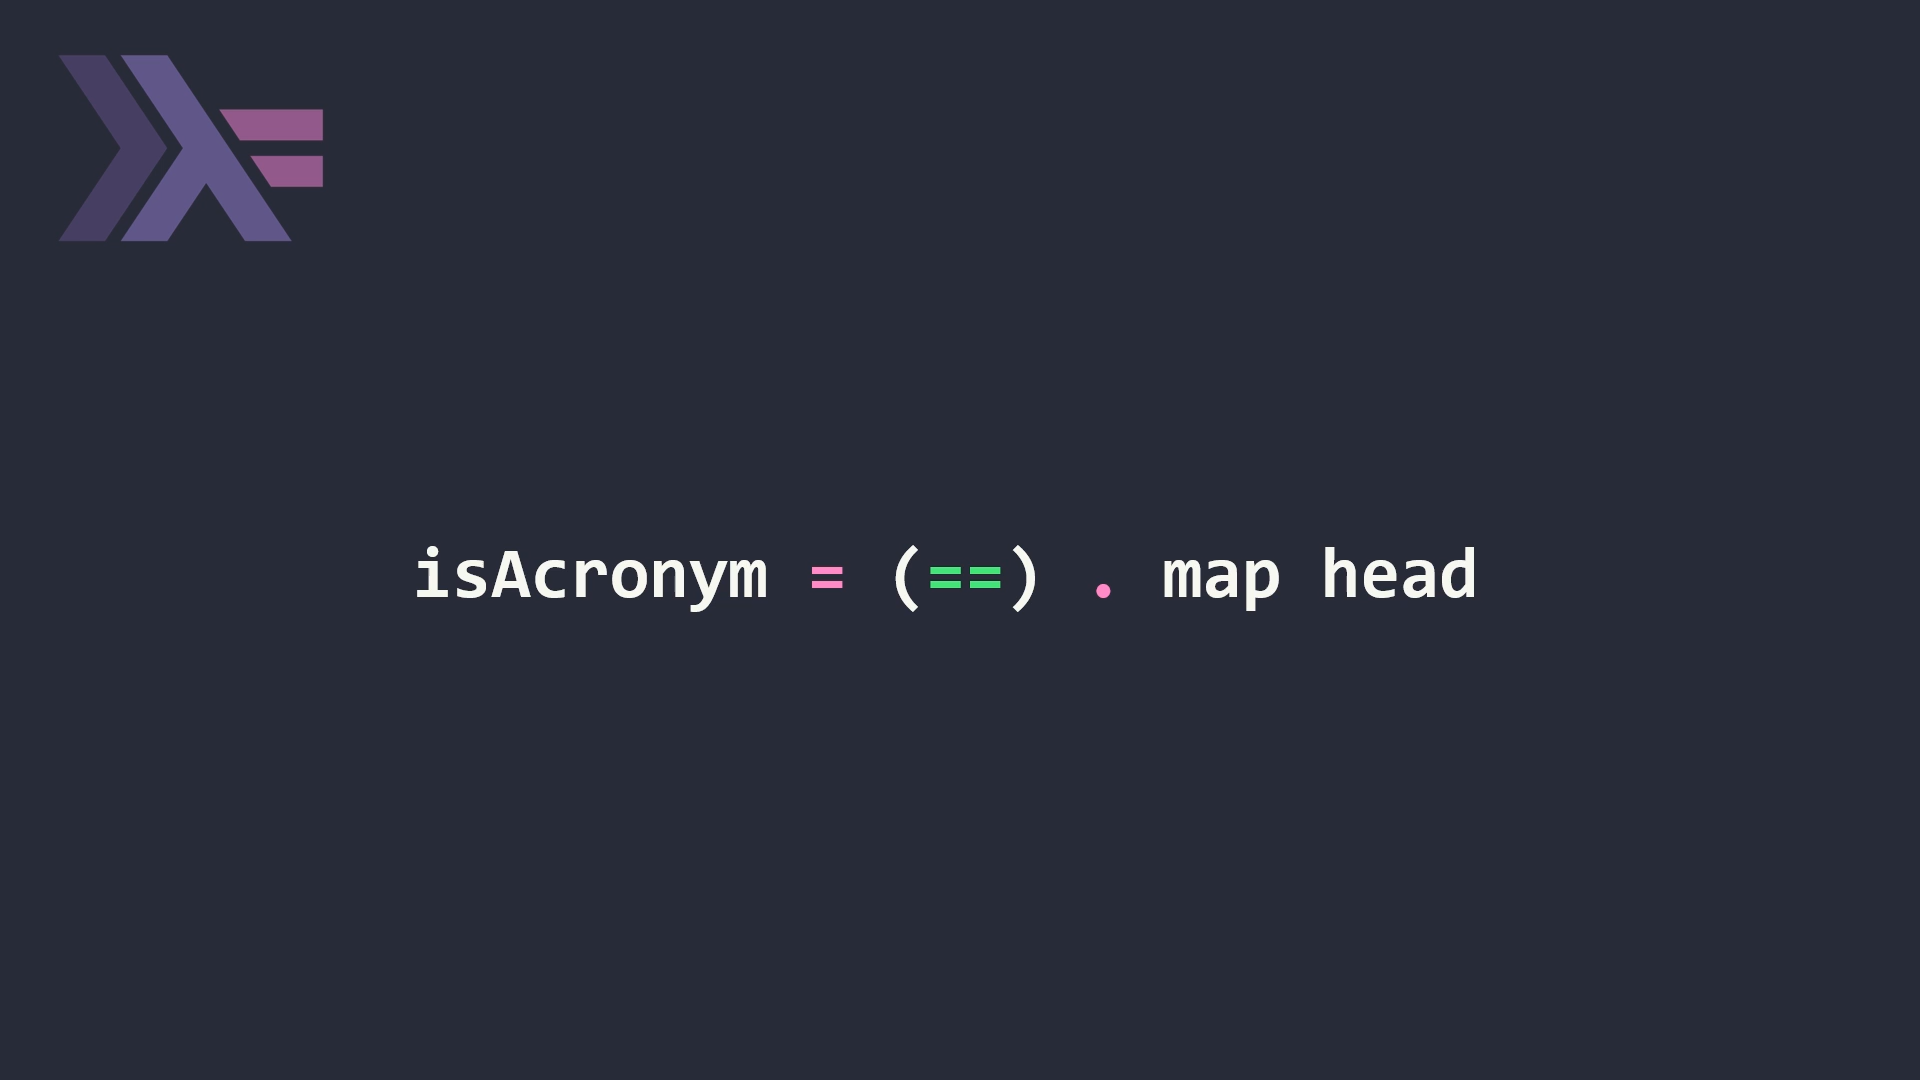 isAcronym = (==) . map head